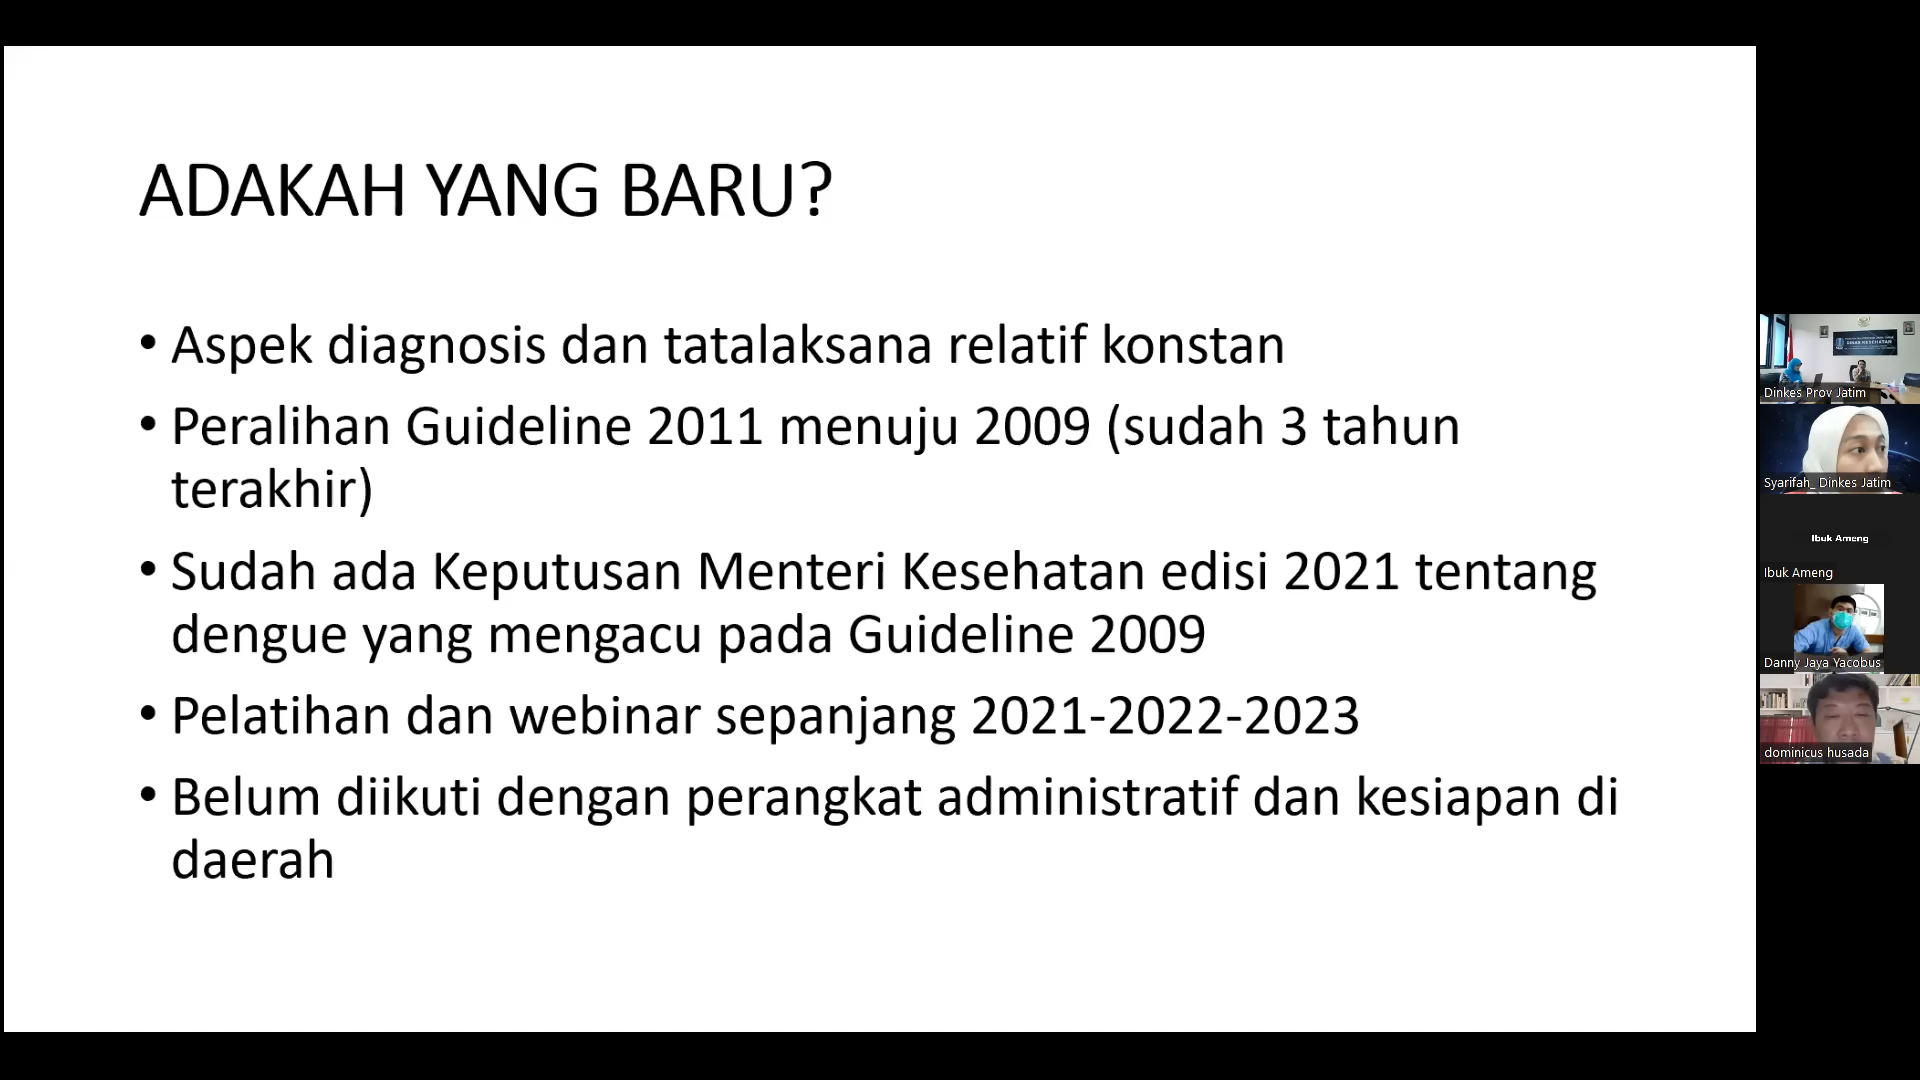 ADAKAH YANG BARU?
• Aspek diagnosis dan tatalaksana relatif konstan
• Peralihan Guideline 2011 menuju 2009 (sudah 3 tahun
terakhir)
• Sudah ada Keputusan Menteri Kesehatan edisi 2021 tentang
dengue yang mengacu pada Guideline 2009
• Pelatihan dan webinar sepanjang 2021-2022-2023
• Belum diikuti dengan perangkat administratif dan kesiapan di
daerah
DINAS KESEHATAN
Dinkes Prov Jatim
Syarifah_ Dinkes Jatim
Ibuk Ameng
Ibuk Ameng
Danny Jaya Yacobus
dominicus husada